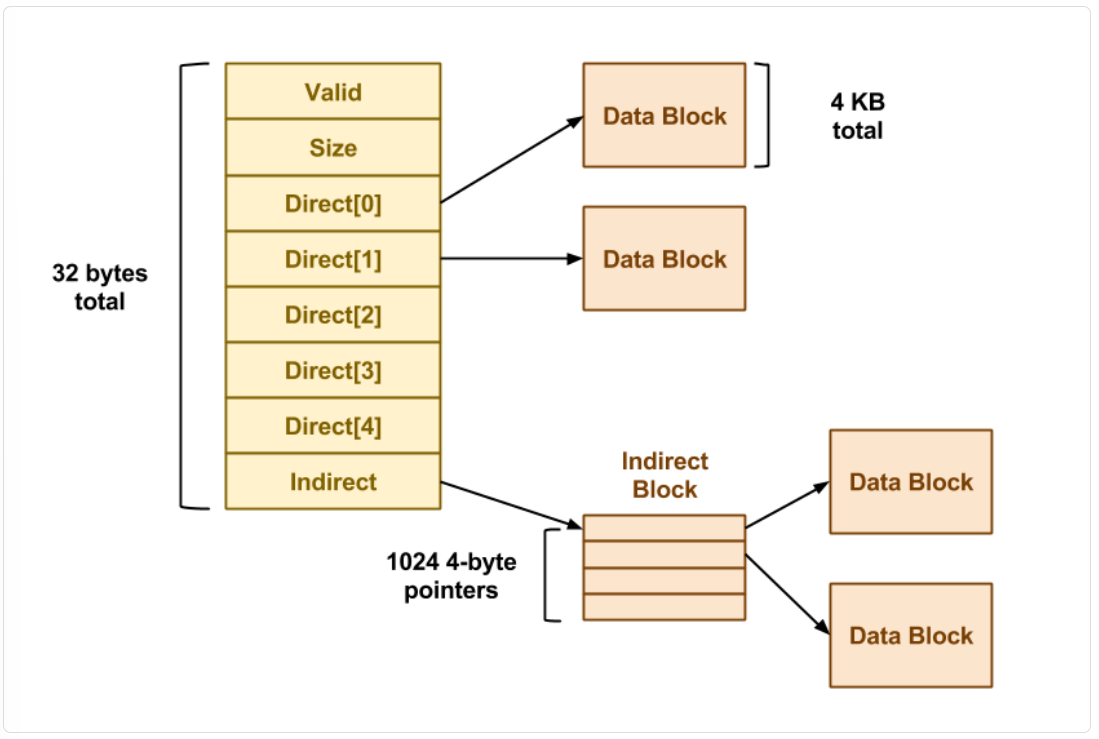 Valid
Size
Direct[0]
Direct[1]
Direct[2]
Direct[3]
Direct[4]
Indirect
32 bytes
total
Data Block
4 KB
total
Data Block
Indirect
Block
1024 4-byte
pointers
Data Block
Data Block